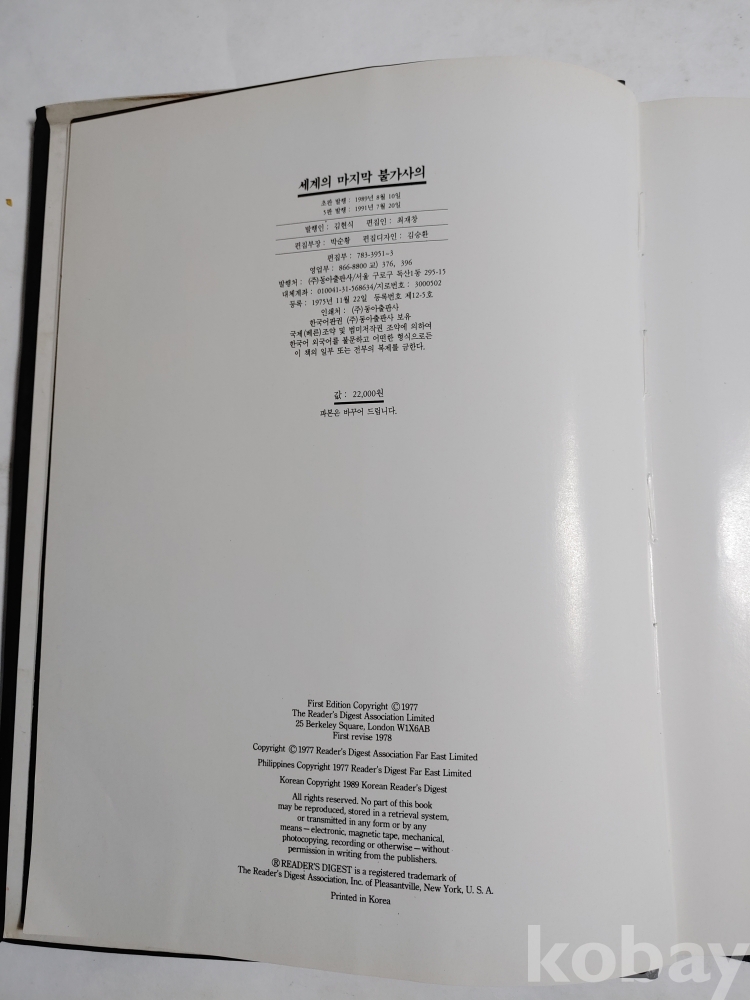 세계의 마지막 불가사의
초판 발행 : 1989년 8월 10일
5판 발행 : 1991년 7월 20일
발행인 : 김현식 편집인 : 최재창
편집부장 : 박순황 편집디자인 : 김승환
편집부 : 783-3951~3
영업부 : 866-8800 교) 376, 396
발행처 : (주)동아출판사/서울 구로구 독산1동 295-15
대체계좌 : 010041-31-568634/지로번호 : 3000502
등록 : 1975년 11월 22일 등록번호 제12-5호
인쇄처 : (주)동아출판사
한국어판권 (주)동아출판사 보유
국제(베른)조약 및 범미저작권 조약에 의하여
한국어 외국어를 불문하고 어떠한 형식으로든
이 책의 일부 또는 전부의 복제를 금한다.
값 : 22,000원
파본은 바꾸어 드립니다.
First Edition Copyright © 1977
The Reader's Digest Association Limited
25 Berkeley Square, London W1X6AB
First revise 1978
Copyright © 1977 Reader's Digest Association Far East Limited
Philippines Copyright 1977 Reader's Digest Far East Limited
Korean Copyright 1989 Korean Reader's Digest
All rights reserved. No part of this book
may be reproduced, stored in a retrieval system,
or transmitted in any form or by any
means—electronic, magnetic tape, mechanical,
photocopying, recording or otherwise—without
permission in writing from the publishers.
® READER'S DIGEST is a registered trademark of
The Reader's Digest Association, Inc. of Pleasantville, New York, U. S. A.
Printed in Korea
kobay